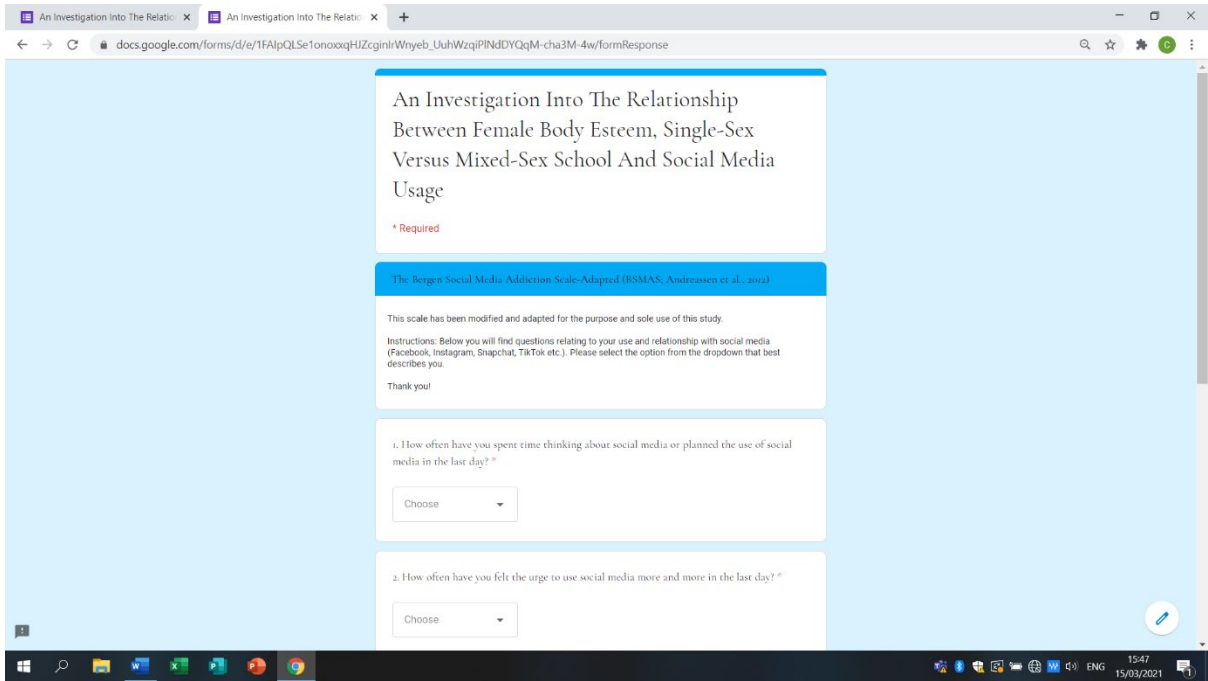 An Investigation Into The Relatio
An Investigation Into The Relatio
docs.google.com/forms/d/e/1FAIpQLSe1onoxxqHJZcginIrWnyeb_UuhWzqiPlNdDYQqM-cha3M-4w/formResponse
C
An Investigation Into The Relationship
Between Female Body Esteem, Single-Sex
Versus Mixed-Sex School And Social Media
Usage
* Required
The Bergen Social Media Addiction Scale-Adapted (BSMAS; Andreassen et al., 2012)
This scale has been modified and adapted for the purpose and sole use of this study.
Instructions: Below you will find questions relating to your use and relationship with social media
(Facebook, Instagram, Snapchat, TikTok etc.). Please select the option from the dropdown that best
describes you.
Thank you!
1. How often have you spent time thinking about social media or planned the use of social
media in the last day? *
Choose
2. How often have you felt the urge to use social media more and more in the last day? *
Choose
ENG
15:47
15/03/2021